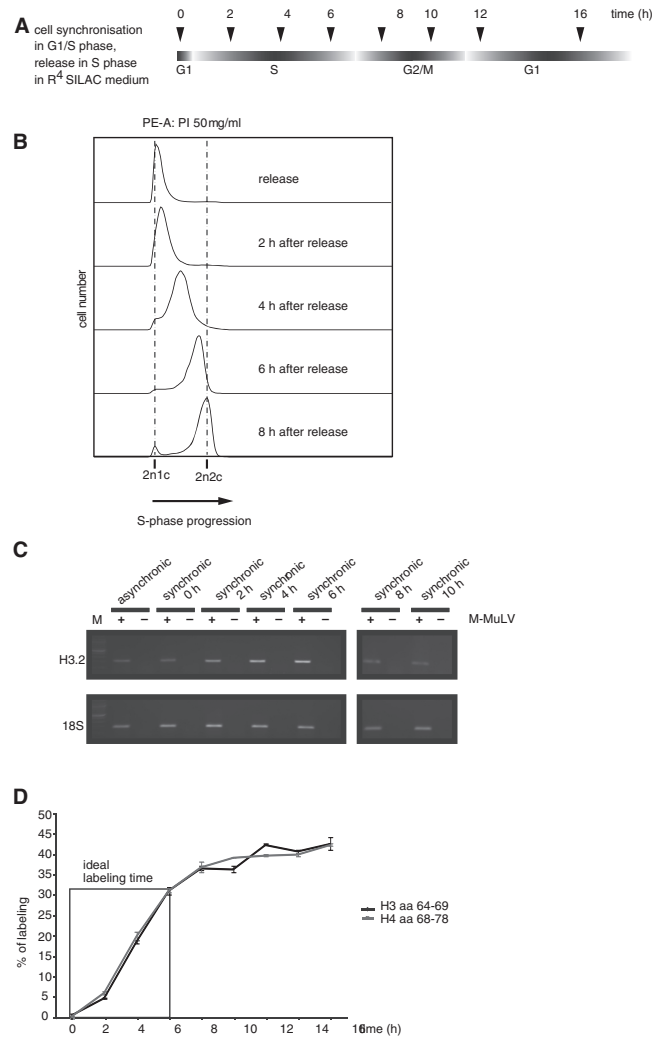 A
cell synchronisation
in G1/S phase,
release in S phase
in R4 SILAC medium
0 2 4 6 8 10 12 16 time (h)
G1 S G2/M G1
B
PE-A: PI 50mg/ml
cell number
release
2 h after release
4 h after release
6 h after release
8 h after release
2n1c 2n2c
S-phase progression
C
asynchronic
synchronic 0 h
synchronic 2 h
synchronic 4 h
synchronic 6 h
synchronic 8 h
synchronic 10 h
M + − + − + − + − + − + − + − M-MuLV
H3.2
18S
D
50
45
40
35
30
25
20
15
10
5
0
% of labeling
ideal
labeling time
H3 aa 64-69
H4 aa 68-78
0 2 4 6 8 10 12 14 16 time (h)